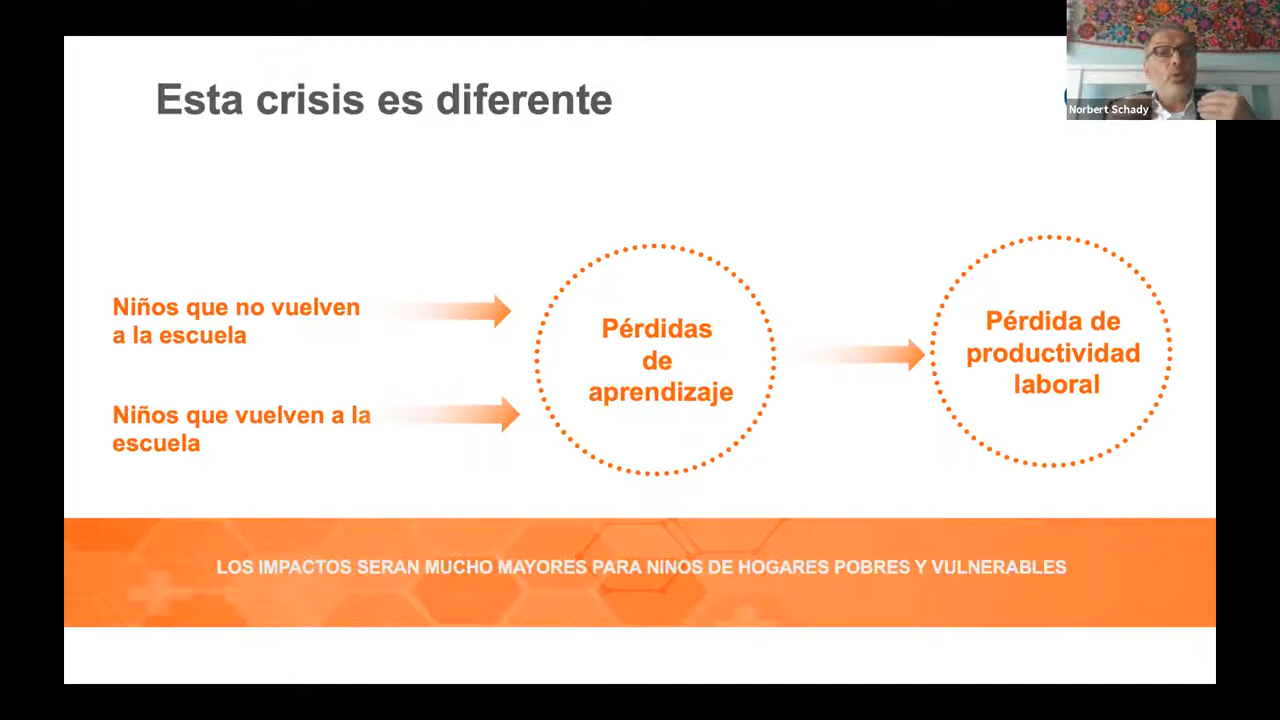 Esta crisis es diferente
Norbert Schady
Niños que no vuelven
a la escuela
Niños que vuelven a la
escuela
Pérdidas
de
aprendizaje
Pérdida de
productividad
laboral
LOS IMPACTOS SERAN MUCHO MAYORES PARA NINOS DE HOGARES POBRES Y VULNERABLES